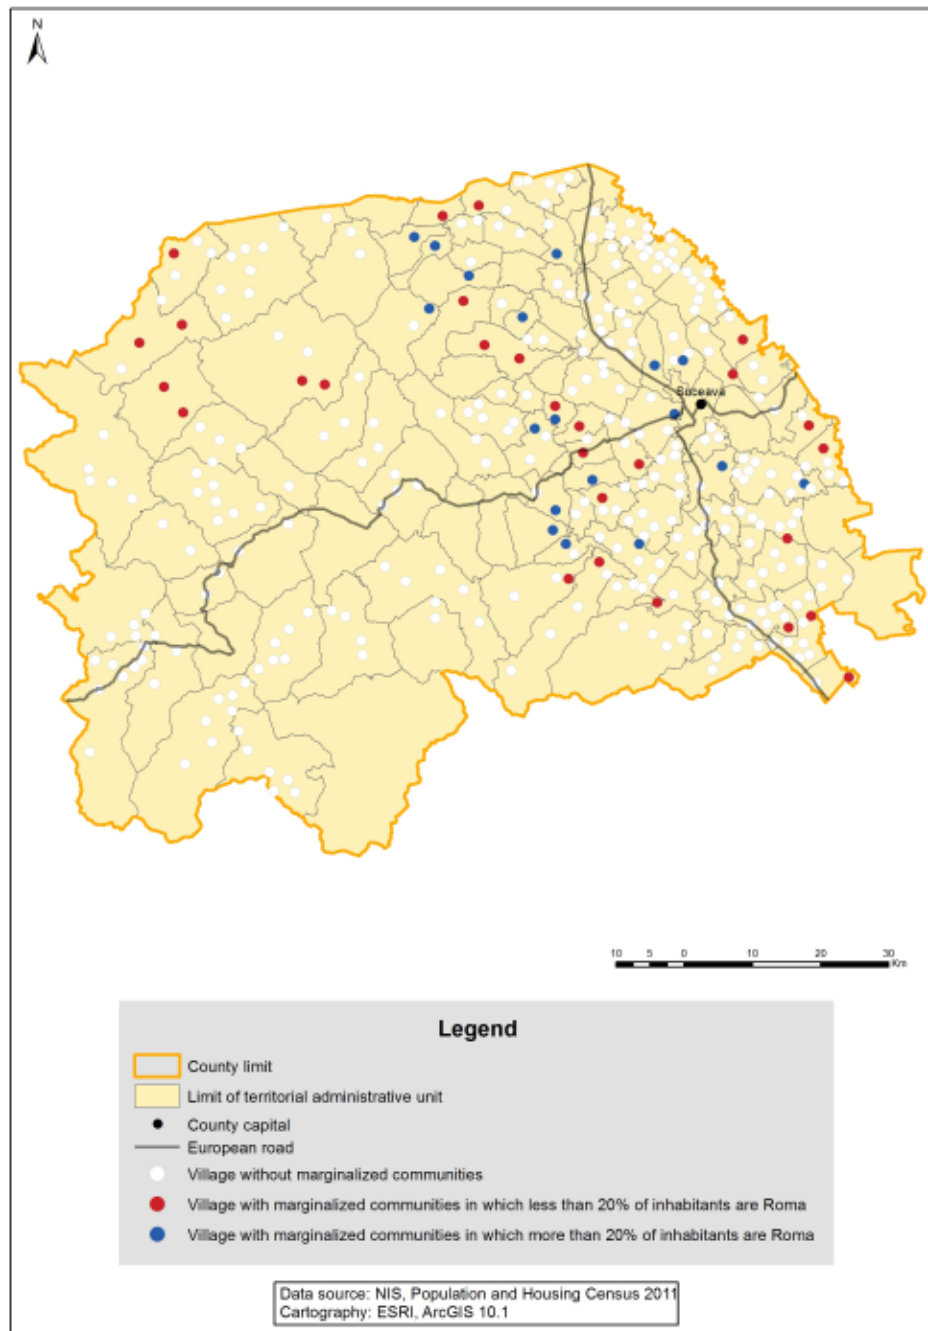 N
Suceava
10 5 0 10 20 30
Km
Legend
County limit
Limit of territorial administrative unit
County capital
European road
Village without marginalized communities
Village with marginalized communities in which less than 20% of inhabitants are Roma
Village with marginalized communities in which more than 20% of inhabitants are Roma
Data source: NIS, Population and Housing Census 2011
Cartography: ESRI, ArcGIS 10.1